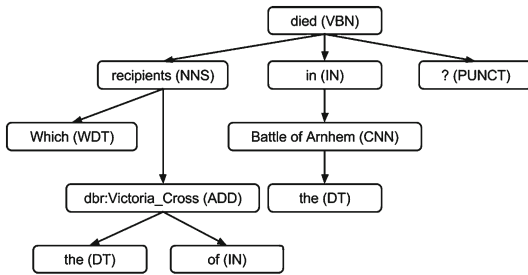 died (VBN)
recipients (NNS)
in (IN)
? (PUNCT)
Which (WDT)
Battle of Arnhem (CNN)
dbr:Victoria_Cross (ADD)
the (DT)
the (DT)
of (IN)